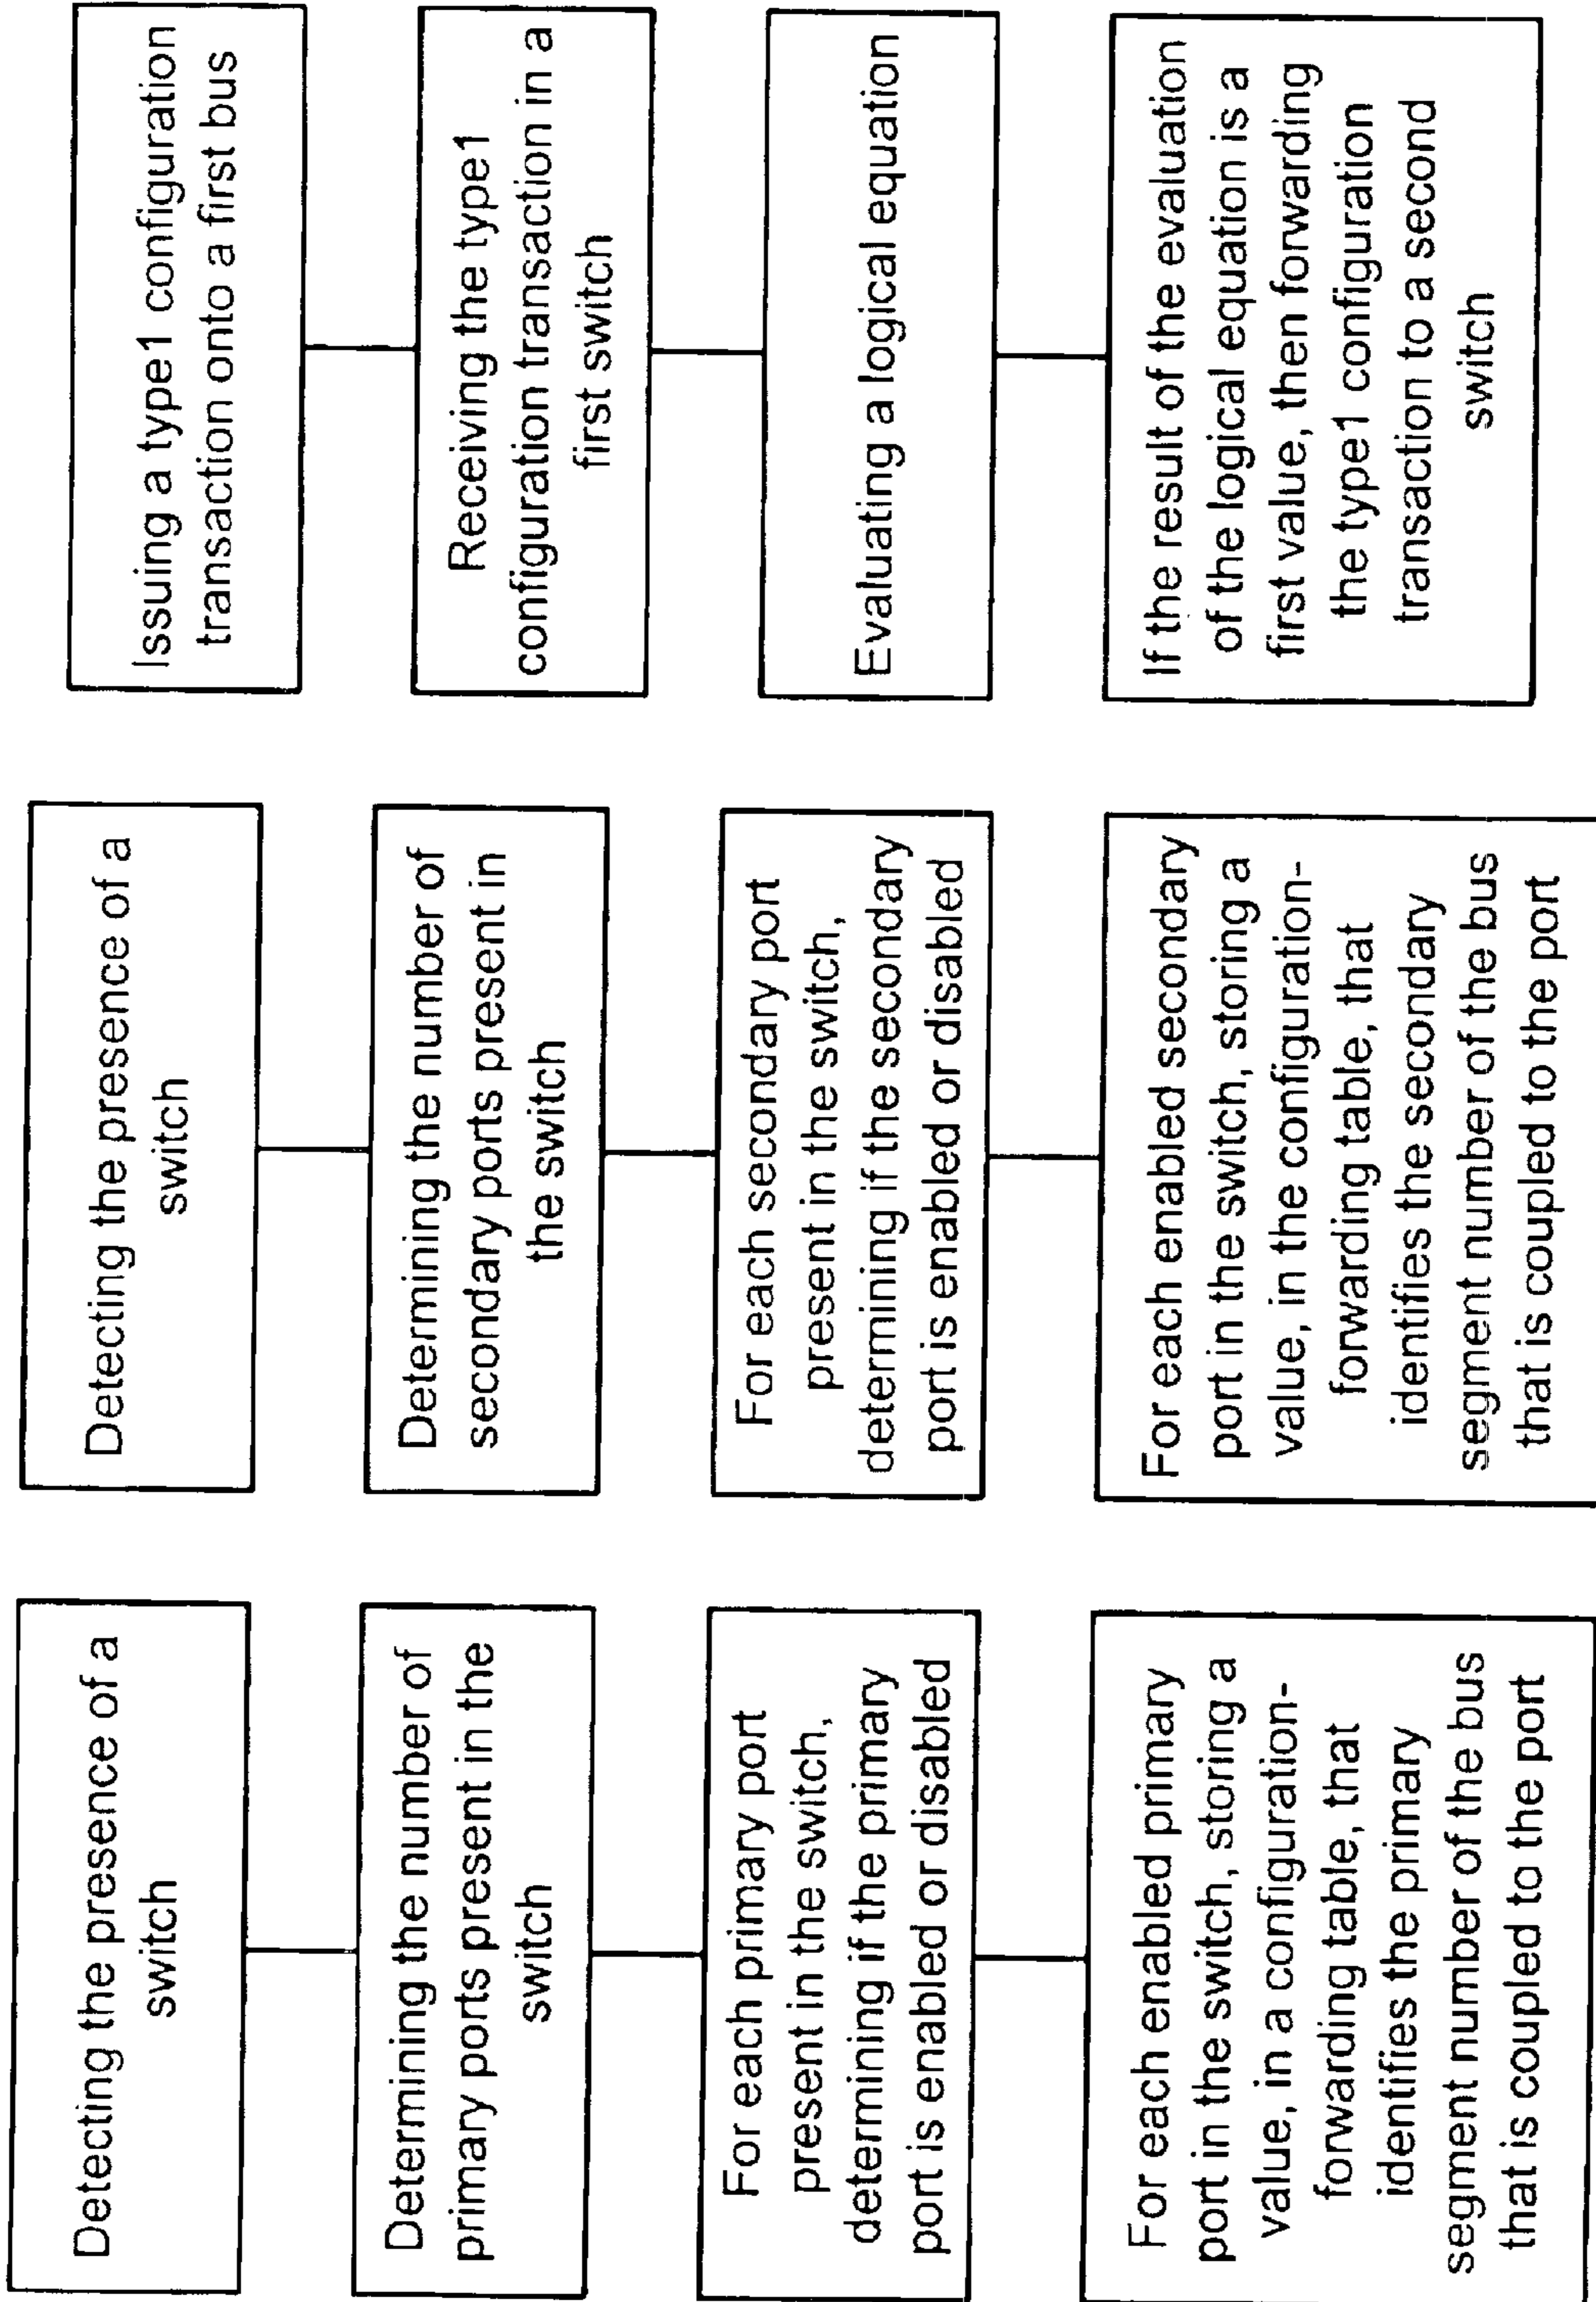 Detecting the presence of a
switch
Determining the number of
primary ports present in the
switch
For each primary port
present in the switch,
determining if the primary
port is enabled or disabled
For each enabled primary
port in the switch, storing a
value, in a configuration-
forwarding table, that
identifies the primary
segment number of the bus
that is coupled to the port
Detecting the presence of a
switch
Determining the number of
secondary ports present in
the switch
For each secondary port
present in the switch,
determining if the secondary
port is enabled or disabled
For each enabled secondary
port in the switch, storing a
value, in the configuration-
forwarding table, that
identifies the secondary
segment number of the bus
that is coupled to the port
Issuing a type1 configuration
transaction onto a first bus
Receiving the type1
configuration transaction in a
first switch
Evaluating a logical equation
If the result of the evaluation
of the logical equation is a
first value, then forwarding
the type1 configuration
transaction to a second
switch